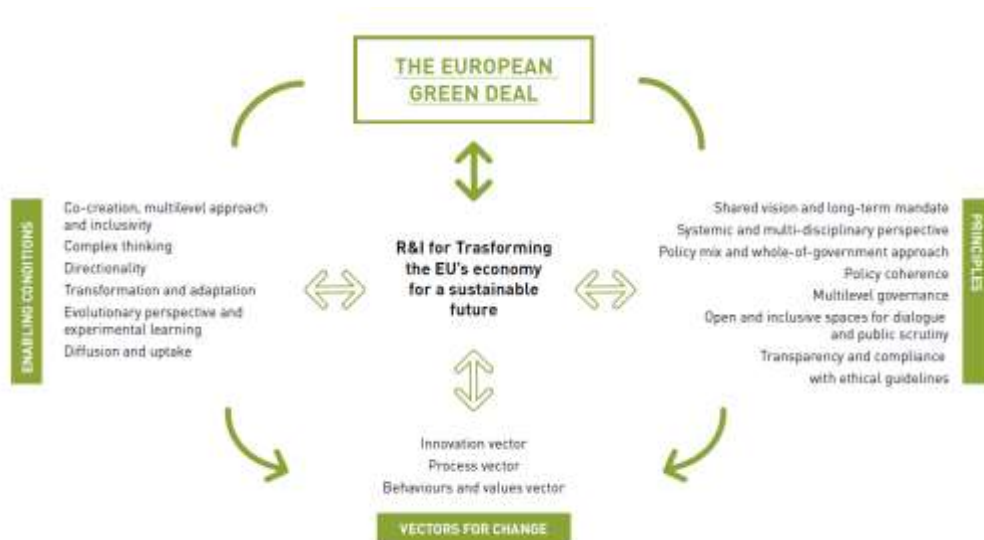 THE EUROPEAN
GREEN DEAL
ENABLING CONDITIONS
Co-creation, multilevel approach
and inclusivity
Complex thinking
Directionality
Transformation and adaptation
Evolutionary perspective and
experimental learning
Diffusion and uptake
R&I for Trasforming
the EU's economy
for a sustainable
future
Shared vision and long-term mandate
Systemic and multi-disciplinary perspective
Policy mix and whole-of-government approach
Policy coherence
Multilevel governance
Open and inclusive spaces for dialogue
and public scrutiny
Transparency and compliance
with ethical guidelines
PRINCIPLES
Innovation vector
Process vector
Behaviours and values vector
VECTORS FOR CHANGE